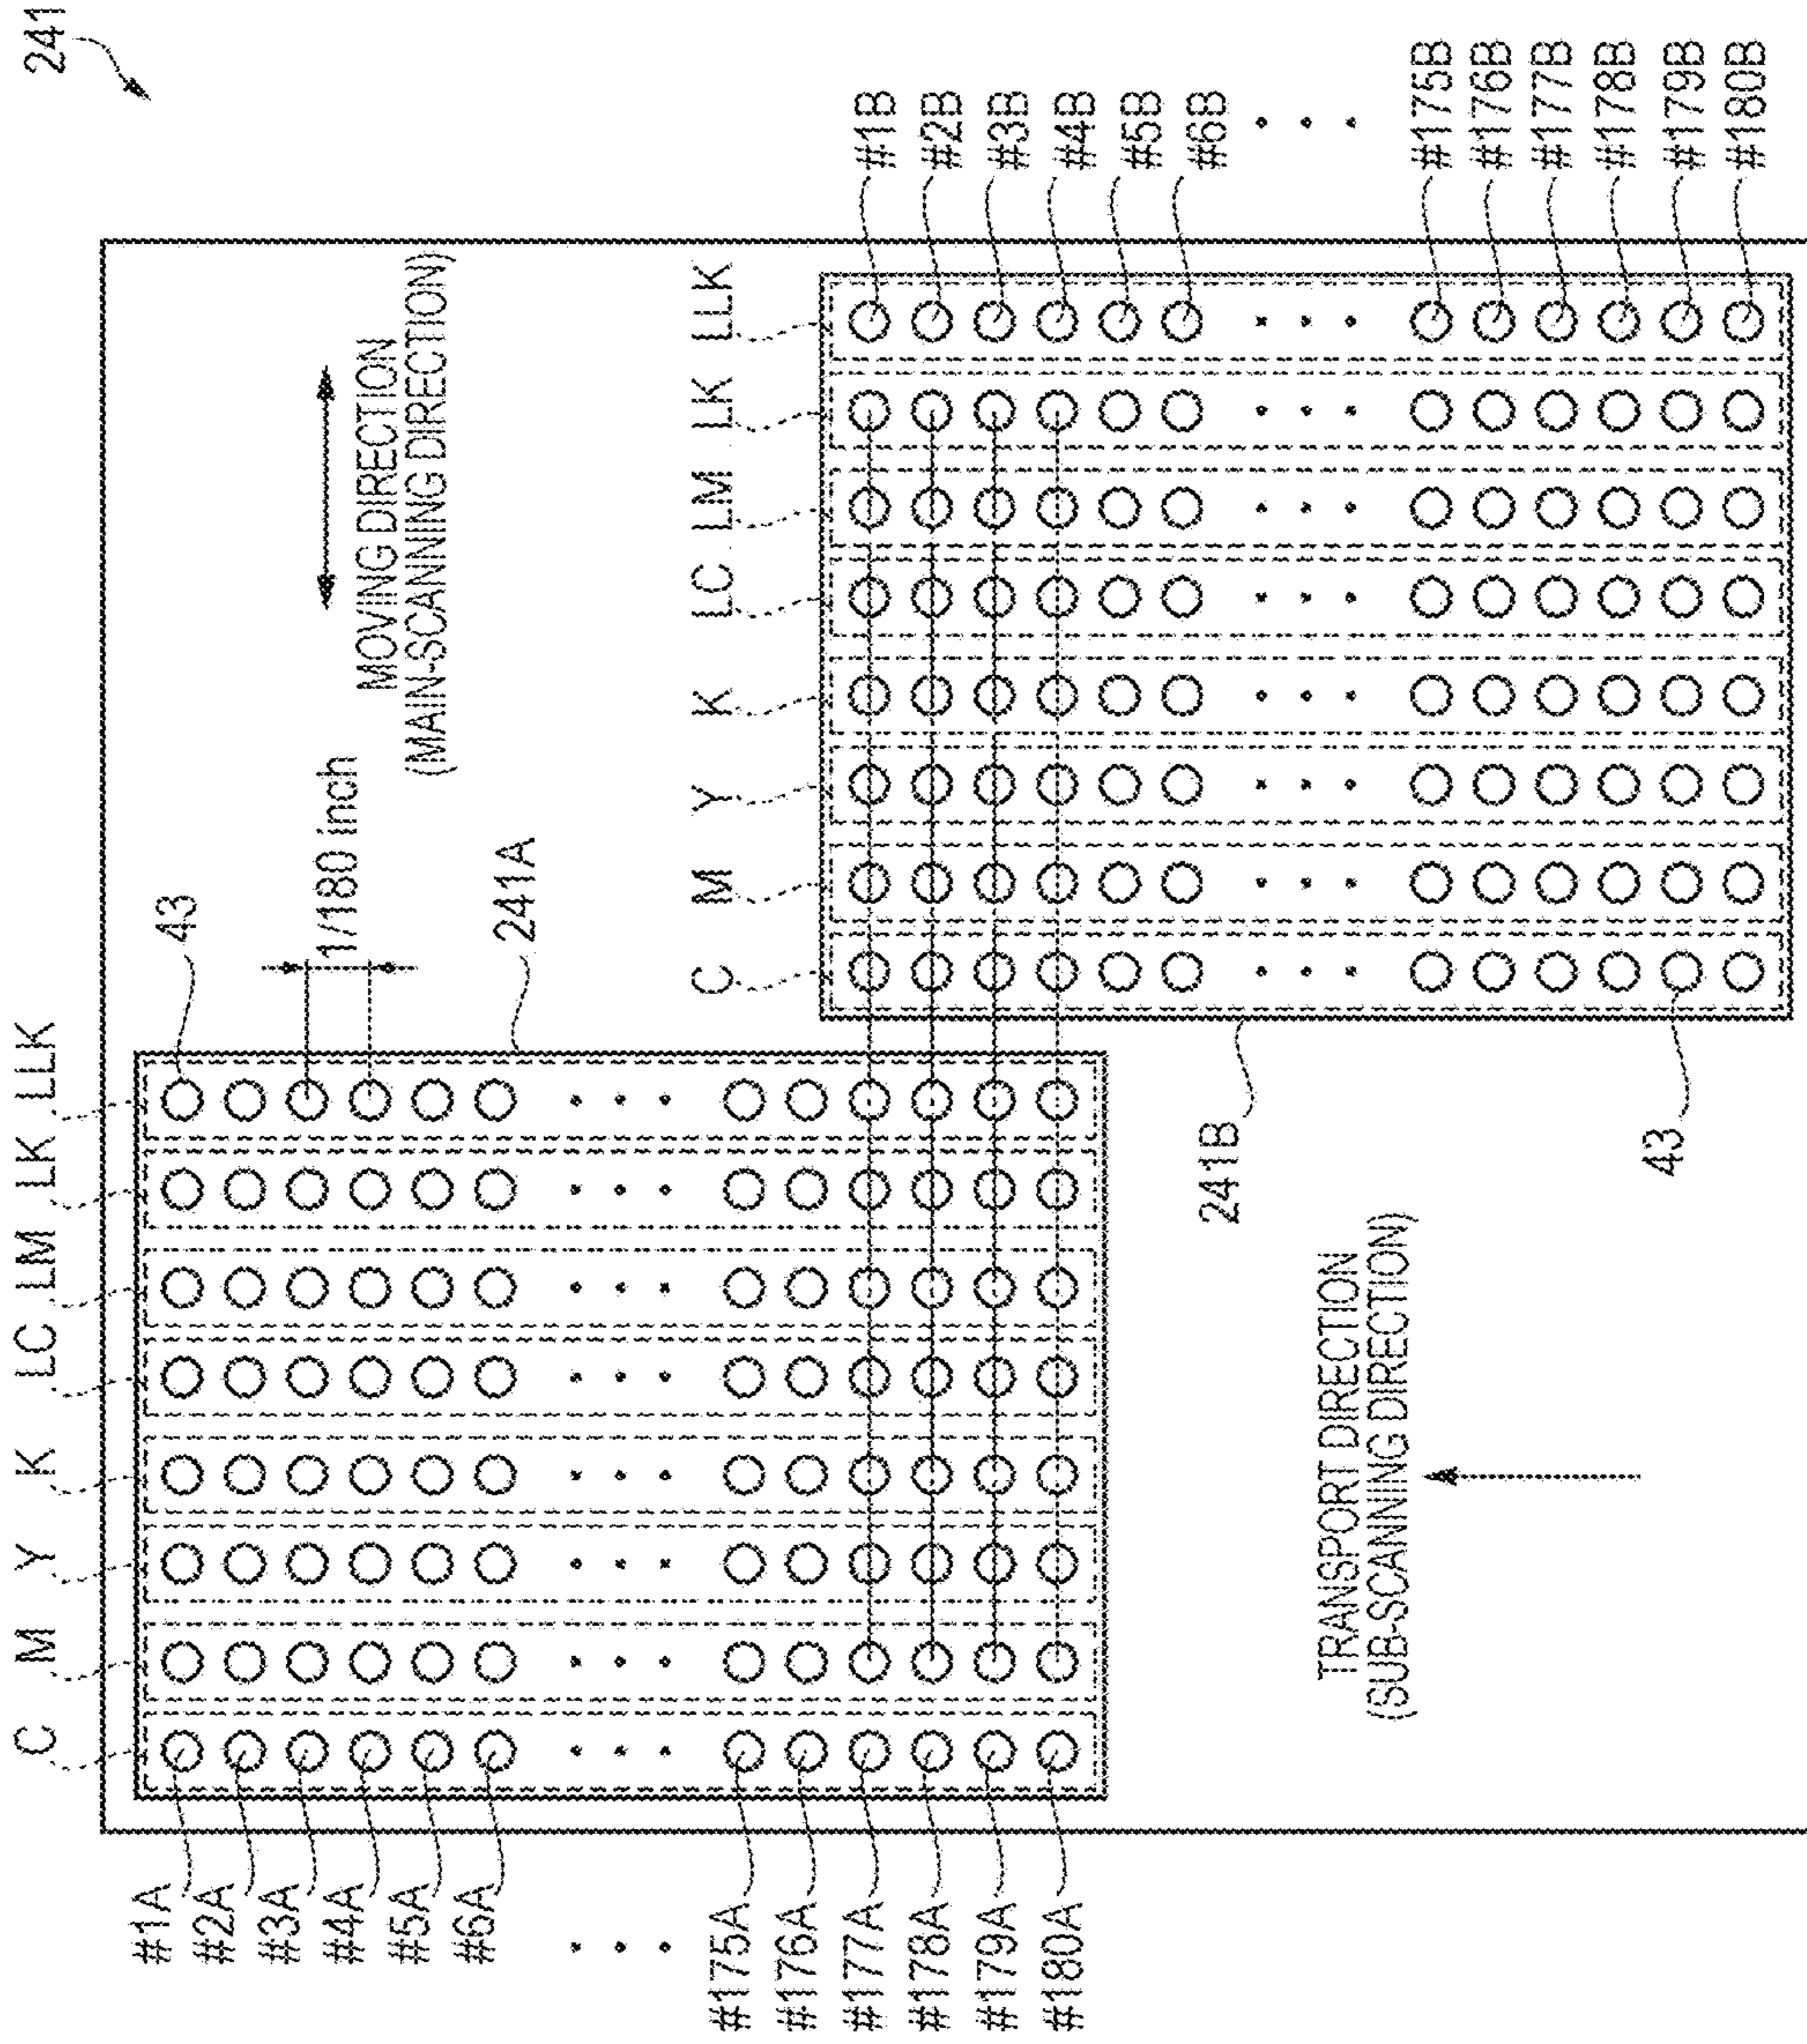 241
C
M
Y
K
LC
LM
LK
LLK
#1A
#2A
#3A
#4A
#5A
#6A
#175A
#176A
#177A
#178A
#179A
#180A
43
1/180 inch
241A
MOVING DIRECTION
(MAIN-SCANNING DIRECTION)
C
M
Y
K
LC
LM
LK
LLK
#1B
#2B
#3B
#4B
#5B
#6B
#175B
#176B
#177B
#178B
#179B
#180B
241B
43
TRANSPORT DIRECTION
(SUB-SCANNING DIRECTION)